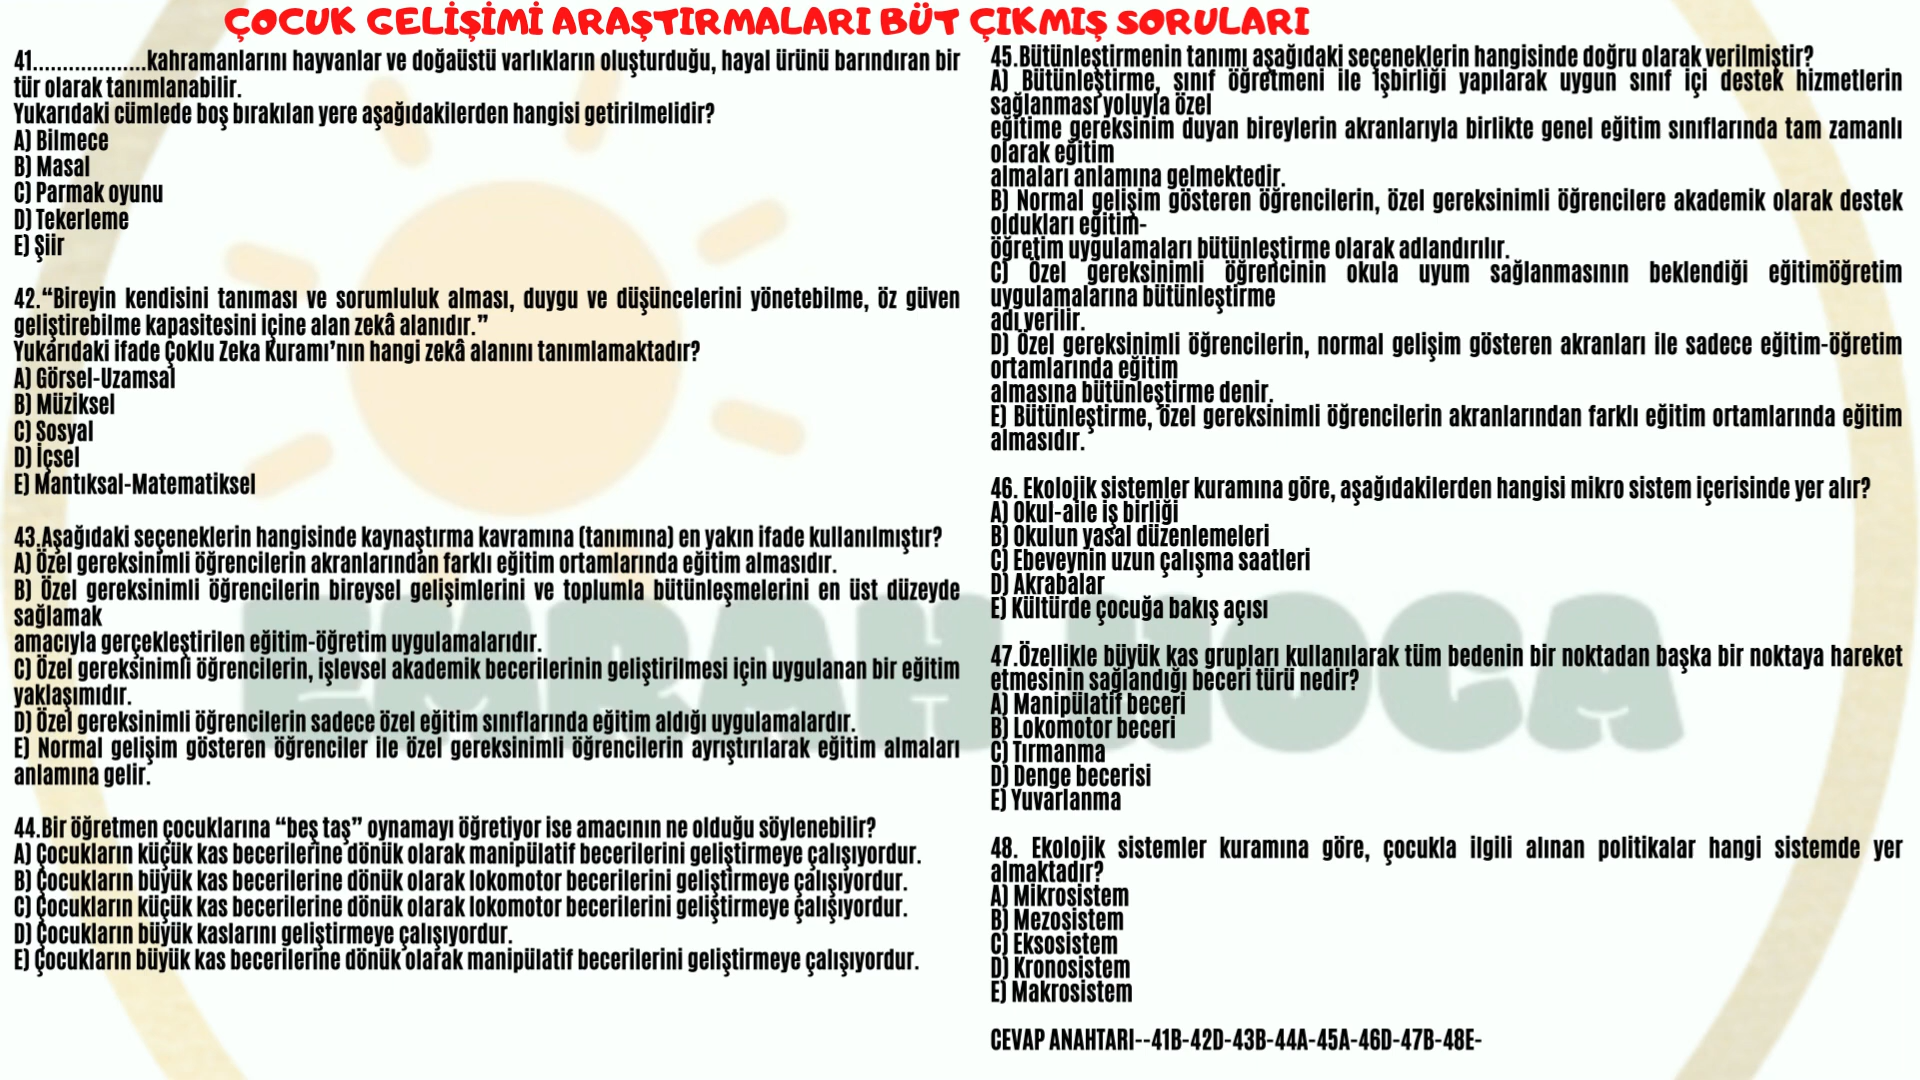 ÇOCUK GELİŞİMİ ARAŞTIRMALARI BÜT ÇIKMIŞ SORULARI
41...................kahramanlarını hayvanlar ve doğaüstü varlıkların oluşturduğu, hayal ürünü barındıran bir
tür olarak tanımlanabilir.
Yukarıdaki cümlede boş bırakılan yere aşağıdakilerden hangisi getirilmelidir?
A) Bilmece
B) Masal
C) Parmak oyunu
D) Tekerleme
E) Şiir
42.“Bireyin kendisini tanıması ve sorumluluk alması, duygu ve düşüncelerini yönetebilme, öz güven
geliştirebilme kapasitesini içine alan zekâ alanıdır.”
Yukarıdaki ifade Çoklu Zeka Kuramı’nın hangi zekâ alanını tanımlamaktadır?
A) Görsel-Uzamsal
B) Müziksel
C) Sosyal
D) İçsel
E) Mantıksal-Matematiksel
43.Aşağıdaki seçeneklerin hangisinde kaynaştırma kavramına (tanımına) en yakın ifade kullanılmıştır?
A) Özel gereksinimli öğrencilerin akranlarından farklı eğitim ortamlarında eğitim almasıdır.
B) Özel gereksinimli öğrencilerin bireysel gelişimlerini ve toplumla bütünleşmelerini en üst düzeyde
sağlamak
amacıyla gerçekleştirilen eğitim-öğretim uygulamalarıdır.
C) Özel gereksinimli öğrencilerin, işlevsel akademik becerilerinin geliştirilmesi için uygulanan bir eğitim
yaklaşımıdır.
D) Özel gereksinimli öğrencilerin sadece özel eğitim sınıflarında eğitim aldığı uygulamalardır.
E) Normal gelişim gösteren öğrenciler ile özel gereksinimli öğrencilerin ayrıştırılarak eğitim almaları
anlamına gelir.
44.Bir öğretmen çocuklarına “beş taş” oynamayı öğretiyor ise amacının ne olduğu söylenebilir?
A) Çocukların küçük kas becerilerine dönük olarak manipülatif becerilerini geliştirmeye çalışıyordur.
B) Çocukların büyük kas becerilerine dönük olarak lokomotor becerilerini geliştirmeye çalışıyordur.
C) Çocukların küçük kas becerilerine dönük olarak lokomotor becerilerini geliştirmeye çalışıyordur.
D) Çocukların büyük kaslarını geliştirmeye çalışıyordur.
E) Çocukların büyük kas becerilerine dönük olarak manipülatif becerilerini geliştirmeye çalışıyordur.
45.Bütünleştirmenin tanımı aşağıdaki seçeneklerin hangisinde doğru olarak verilmiştir?
A) Bütünleştirme, sınıf öğretmeni ile işbirliği yapılarak uygun sınıf içi destek hizmetlerin
sağlanması yoluyla özel
eğitime gereksinim duyan bireylerin akranlarıyla birlikte genel eğitim sınıflarında tam zamanlı
olarak eğitim
almaları anlamına gelmektedir.
B) Normal gelişim gösteren öğrencilerin, özel gereksinimli öğrencilere akademik olarak destek
oldukları eğitim-
öğretim uygulamaları bütünleştirme olarak adlandırılır.
C) Özel gereksinimli öğrencinin okula uyum sağlanmasının beklendiği eğitimöğretim
uygulamalarına bütünleştirme
adı verilir.
D) Özel gereksinimli öğrencilerin, normal gelişim gösteren akranları ile sadece eğitim-öğretim
ortamlarında eğitim
almasına bütünleştirme denir.
E) Bütünleştirme, özel gereksinimli öğrencilerin akranlarından farklı eğitim ortamlarında eğitim
almasıdır.
46. Ekolojik sistemler kuramına göre, aşağıdakilerden hangisi mikro sistem içerisinde yer alır?
A) Okul-aile iş birliği
B) Okulun yasal düzenlemeleri
C) Ebeveynin uzun çalışma saatleri
D) Akrabalar
E) Kültürde çocuğa bakış açısı
47.Özellikle büyük kas grupları kullanılarak tüm bedenin bir noktadan başka bir noktaya hareket
etmesinin sağlandığı beceri türü nedir?
A) Manipülatif beceri
B) Lokomotor beceri
C) Tırmanma
D) Denge becerisi
E) Yuvarlanma
48. Ekolojik sistemler kuramına göre, çocukla ilgili alınan politikalar hangi sistemde yer
almaktadır?
A) Mikrosistem
B) Mezosistem
C) Eksosistem
D) Kronosistem
E) Makrosistem
CEVAP ANAHTARI--41B-42D-43B-44A-45A-46D-47B-48E-
EMRAH HOCA